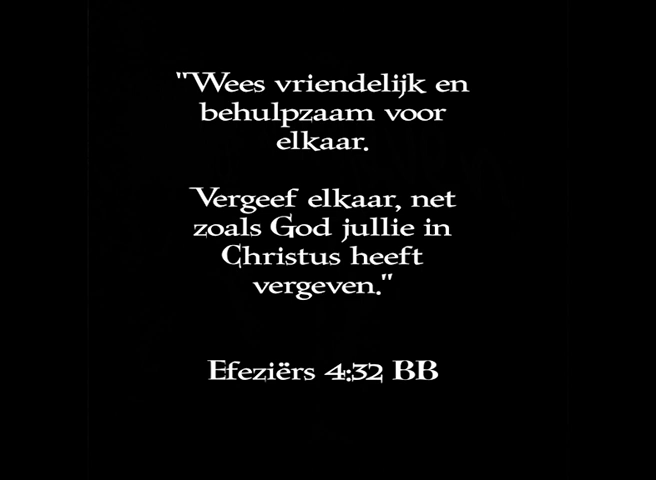 "Wees vriendelijk en
behulpzaam voor
elkaar.
Vergeef elkaar, net
zoals God jullie in
Christus heeft
vergeven."
Efeziërs 4:32 BB